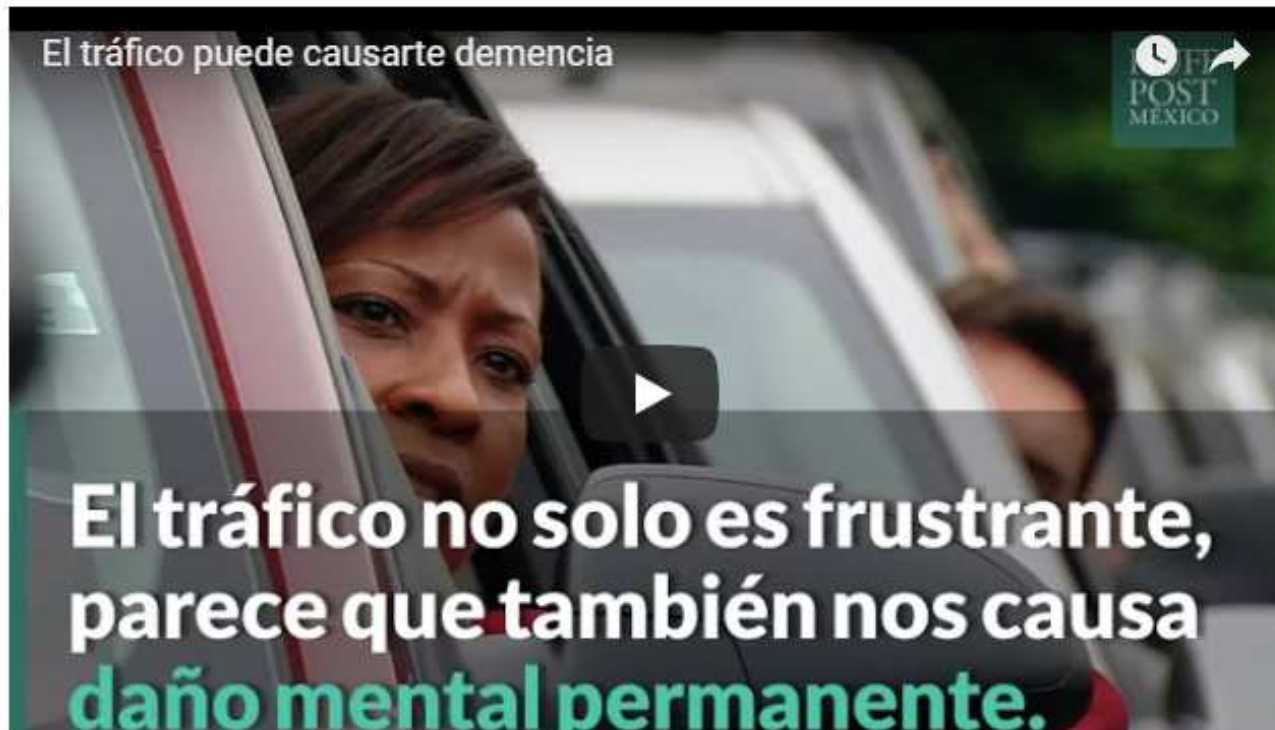 El tráfico puede causarte demencia
POST
MÉXICO
El tráfico no solo es frustrante,
parece que también nos causa
daño mental permanente.